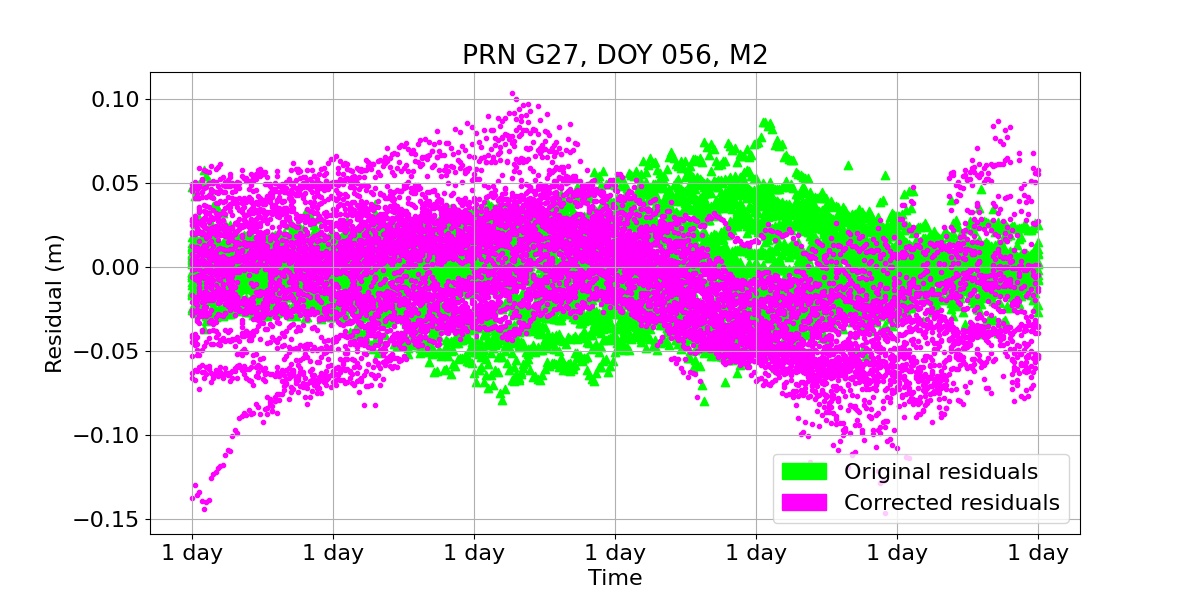 PRN G27, DOY 056, M2
Residual (m)
0.10
0.05
0.00
−0.05
−0.10
−0.15
Original residuals
Corrected residuals
1 day 1 day 1 day 1 day 1 day 1 day 1 day
Time